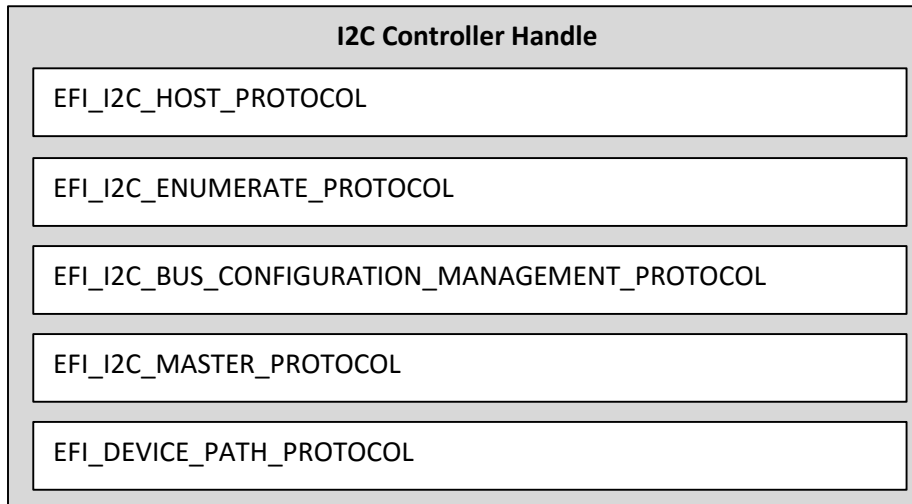 I2C Controller Handle
EFI_I2C_HOST_PROTOCOL
EFI_I2C_ENUMERATE_PROTOCOL
EFI_I2C_BUS_CONFIGURATION_MANAGEMENT_PROTOCOL
EFI_I2C_MASTER_PROTOCOL
EFI_DEVICE_PATH_PROTOCOL